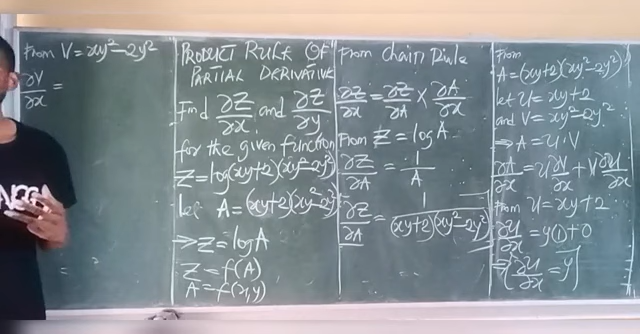 From V = xy² - 2y²
∂V/∂x =
=
PRODUCT RULE OF
PARTIAL DERIVATIVE
Find ∂Z/∂x and ∂Z/∂y
for the given function
Z = log(xy+2)(xy²-2y²)
let A = (xy+2)(xy²-2y²)
⇒ Z = log A
Z = f(A)
A = f(x,y)
From chain Rule
∂Z/∂x = ∂Z/∂A × ∂A/∂x
From Z = log A
∂Z/∂A = 1/A
∂Z/∂A = 1/(xy+2)(xy²-2y²)
From
A = (xy+2)(xy²-2y²)
let U = xy+2
and V = xy²-2y²
⇒ A = U·V
∂A/∂x = U ∂V/∂x + V ∂U/∂x
From U = xy+2
∂U/∂x = y(1)+0
⇒ (∂U/∂x = y)